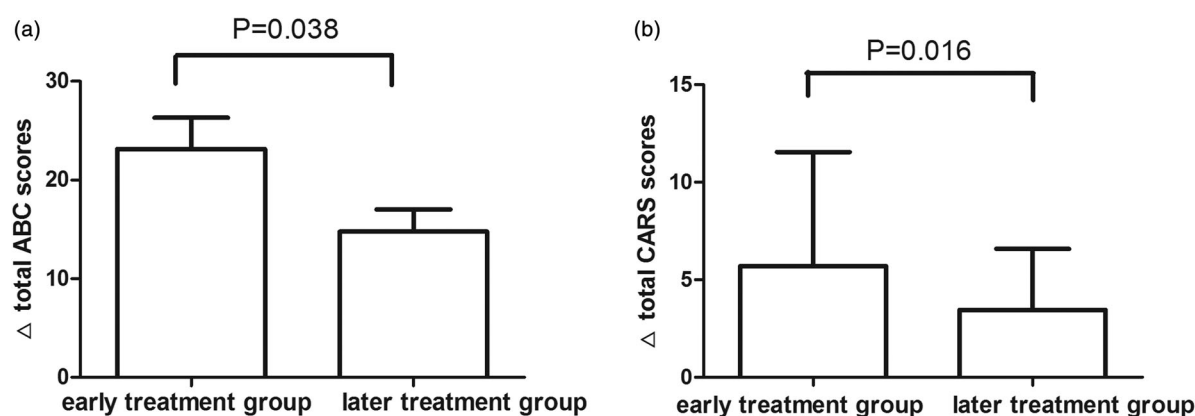 (a)
P=0.038
△ total ABC scores
30
20
10
0
early treatment group later treatment group
(b)
P=0.016
△ total CARS scores
15
10
5
0
early treatment group later treatment group